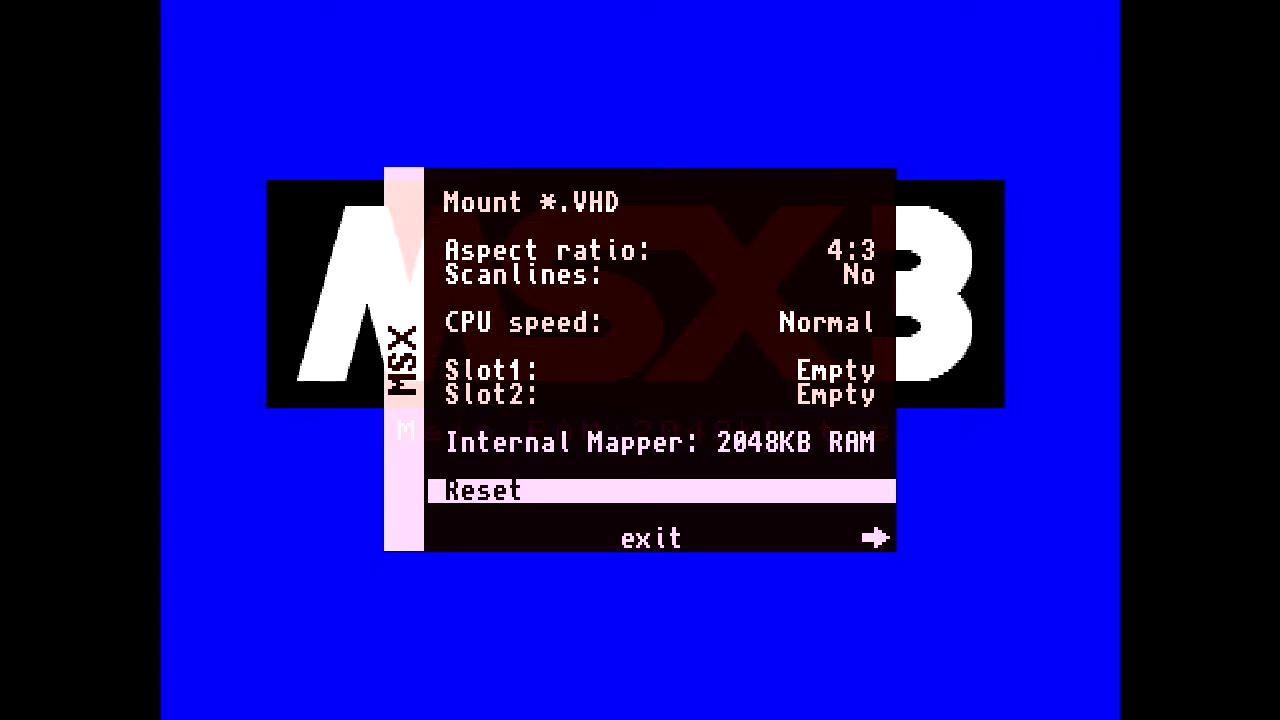 Mount *.VHD
Aspect ratio: 4:3
Scanlines: No
CPU speed: Normal
Slot1: Empty
Slot2: Empty
Internal Mapper: 2048KB RAM
Reset
exit
MSX